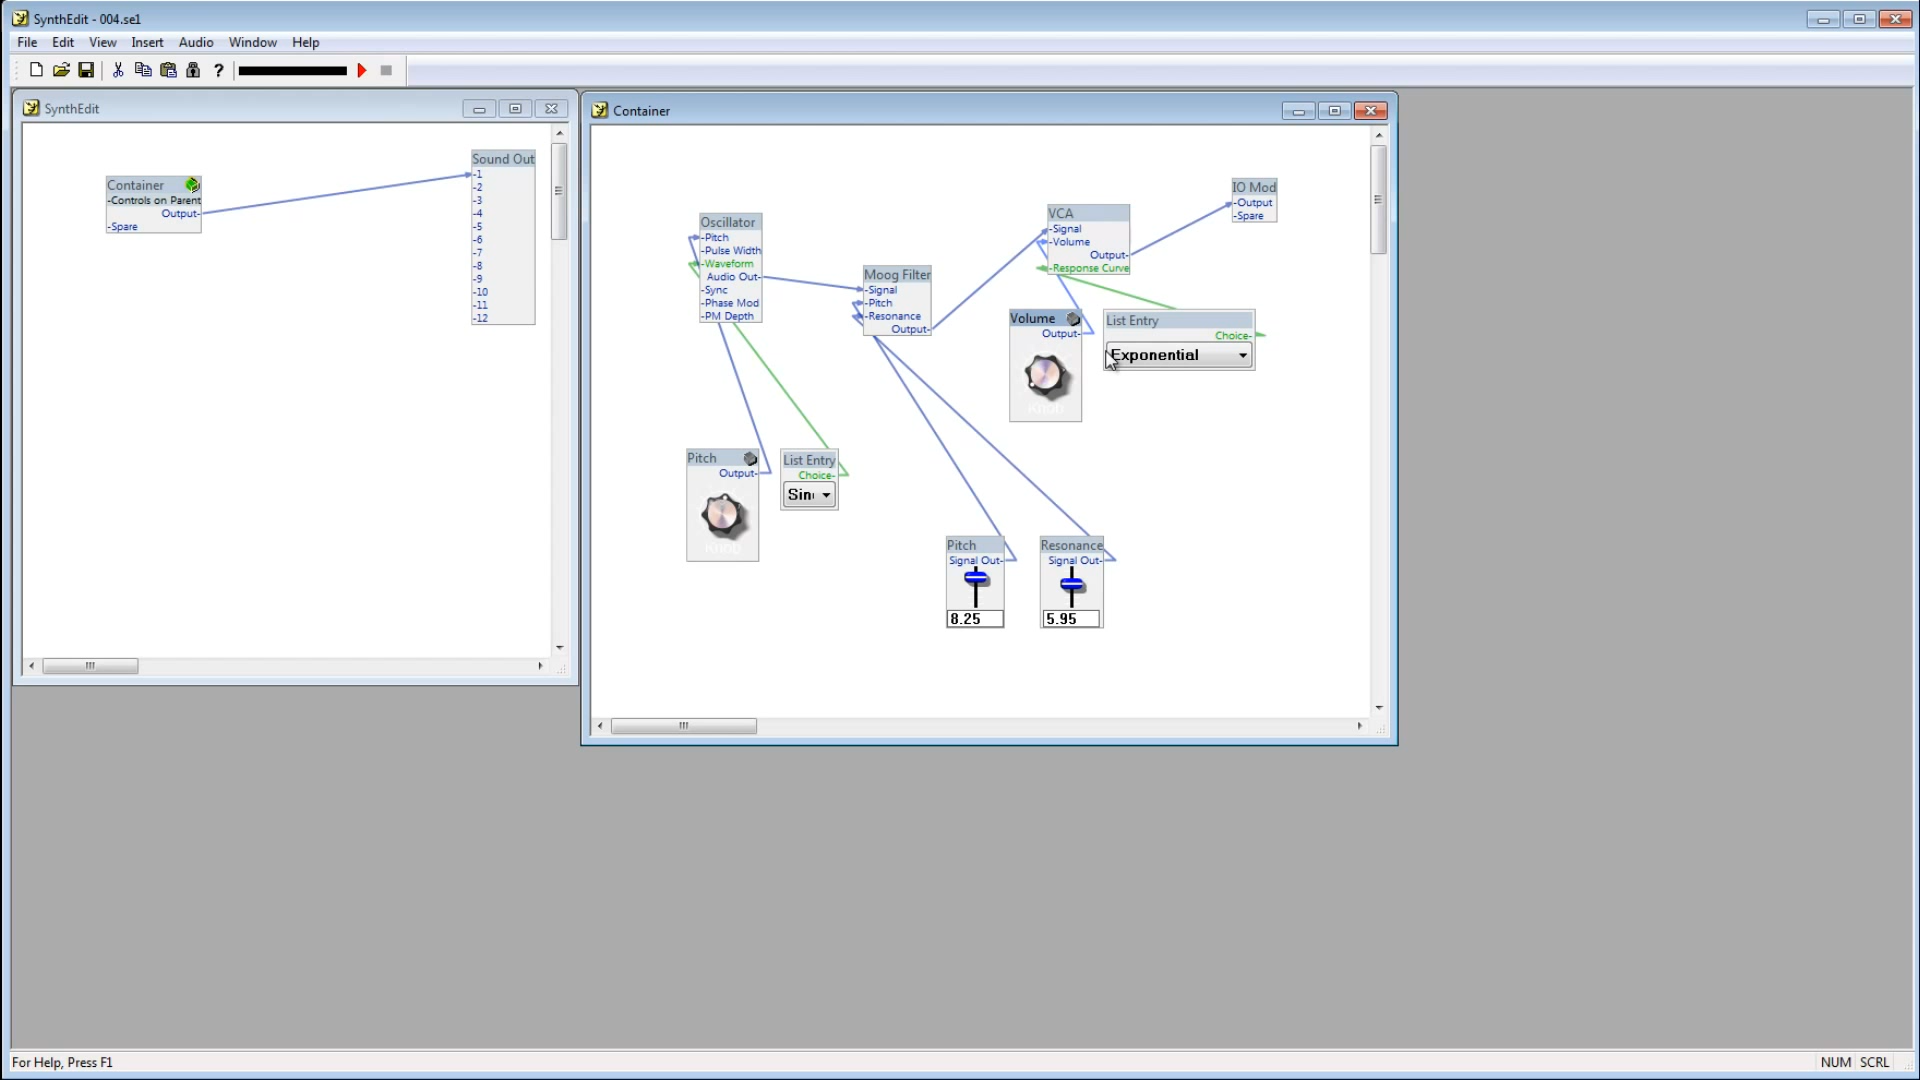 SynthEdit - 004.se1
File Edit View Insert Audio Window Help
SynthEdit
Container
-Controls on Parent
Output-
-Spare
Sound Out
-1
-2
-3
-4
-5
-6
-7
-8
-9
-10
-11
-12
Container
Oscillator
-Pitch
-Pulse Width
-Waveform
Audio Out-
-Sync
-Phase Mod
-PM Depth
Moog Filter
-Signal
-Pitch
-Resonance
Output-
VCA
-Signal
-Volume
Output-
-Response Curve
IO Mod
-Output
-Spare
Volume
Output-
Knob
List Entry
Choice-
Exponential
Pitch
Output-
Knob
List Entry
Choice-
Pitch
Signal Out-
8.25
Resonance
Signal Out-
5.95
For Help, Press F1
NUM SCRL